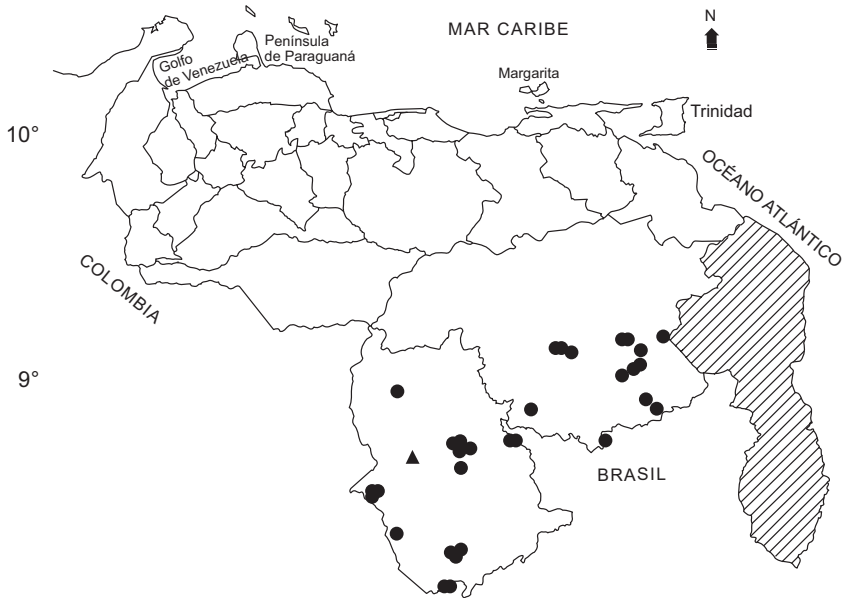 N
MAR CARIBE
Península
de Paraguaná
Golfo
de Venezuela
Margarita
Trinidad
10°
OCÉANO ATLÁNTICO
COLOMBIA
9°
BRASIL